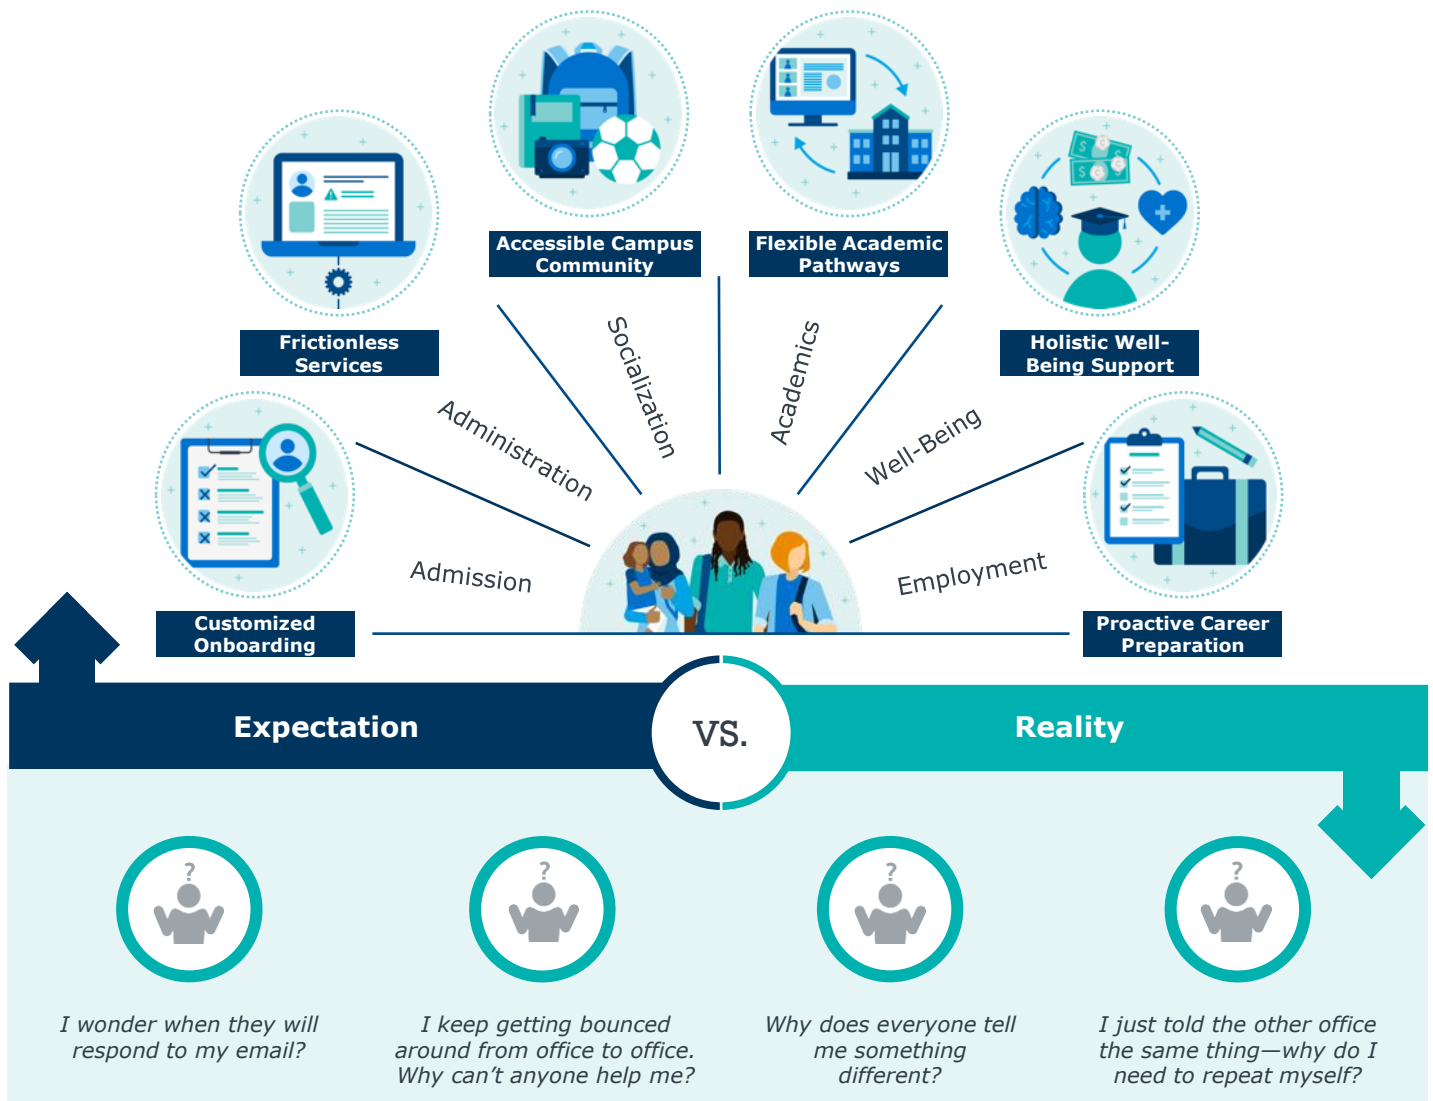 Accessible Campus
Community
Flexible Academic
Pathways
Frictionless
Services
Holistic Well-
Being Support
Socialization
Academics
Administration
Well-Being
Admission
Employment
Customized
Onboarding
Proactive Career
Preparation
Expectation
vs.
Reality
?
?
?
?
I wonder when they will
respond to my email?
I keep getting bounced
around from office to office.
Why can’t anyone help me?
Why does everyone tell
me something
different?
I just told the other office
the same thing—why do I
need to repeat myself?